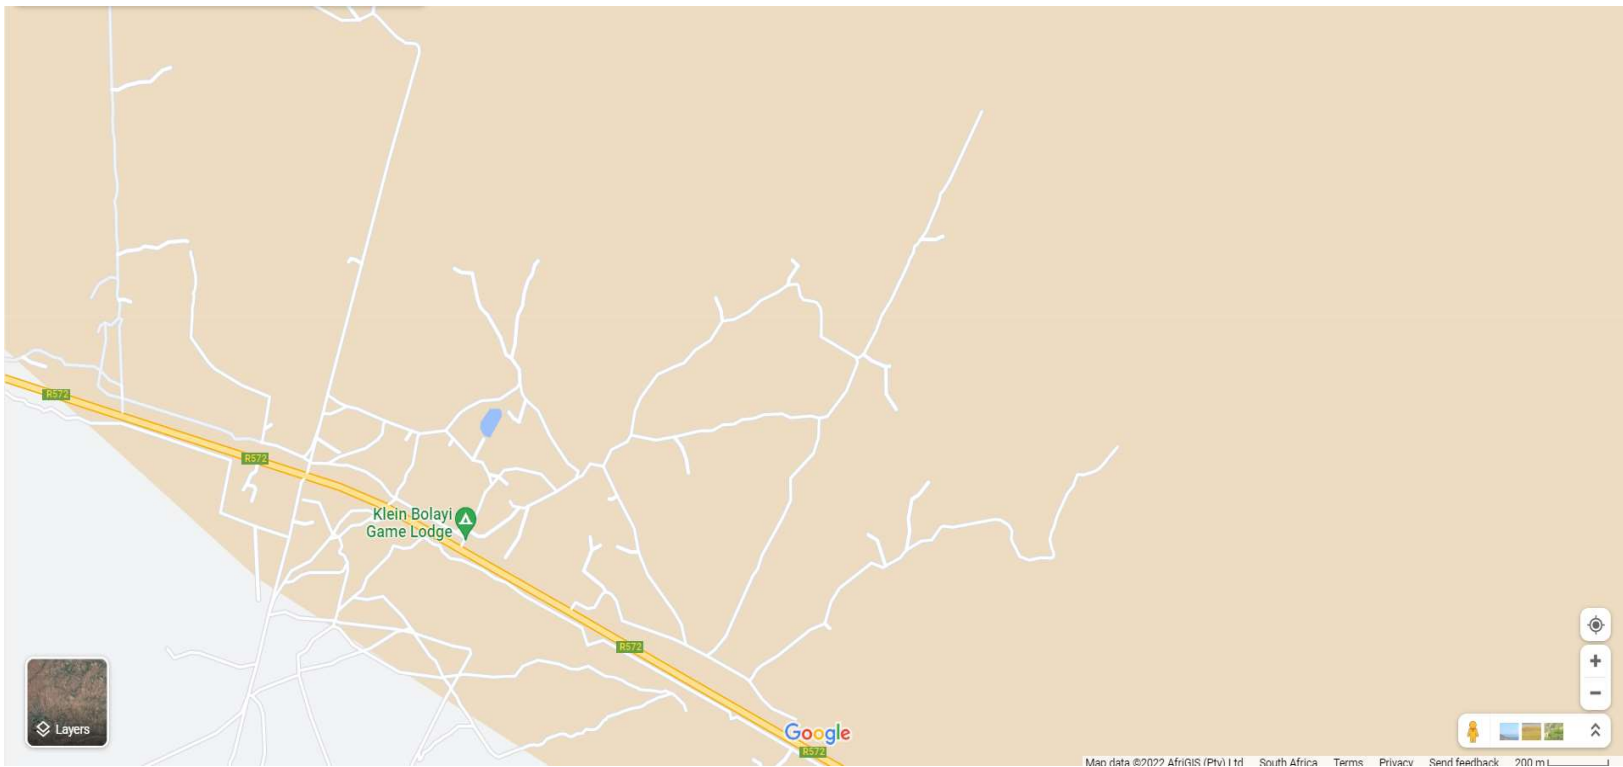 R572
R572
Klein Bolayi
Game Lodge
R572
Layers
Google
R572
Map data ©2022 AfriGIS (Pty) Ltd South Africa Terms Privacy Send feedback 200 m